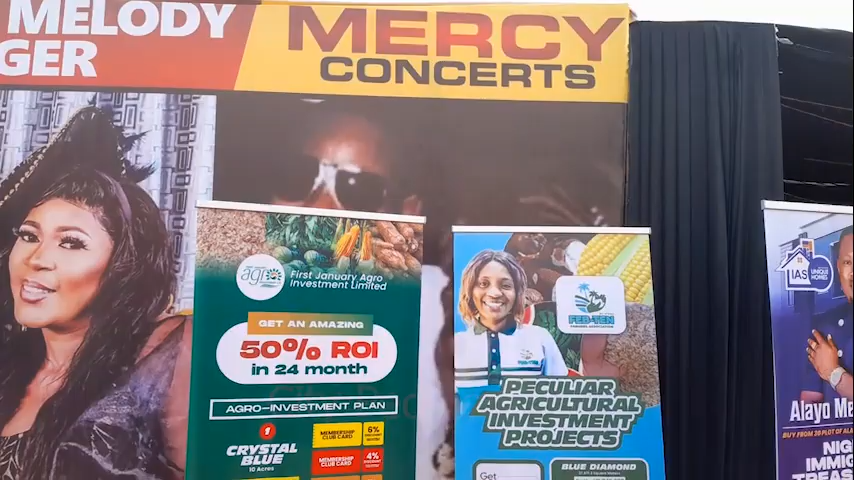 MELODY
GER
MERCY
CONCERTS
agro
First January Agro
Investment Limited
GET AN AMAZING
50% ROI
in 24 month
AGRO-INVESTMENT PLAN
1
CRYSTAL
BLUE
10 Acres
MEMBERSHIP
CLUB CARD
6%
MEMBERSHIP
CLUB CARD
4%
FEB-TEN
PECULIAR
AGRICULTURAL
INVESTMENT
PROJECTS
Get
BLUE DIAMOND
IAS
UNIQUE
HOMES
Alayo Me
BUY FROM 20 PLOT OF ALA
NIG
IMMIG
TREAS